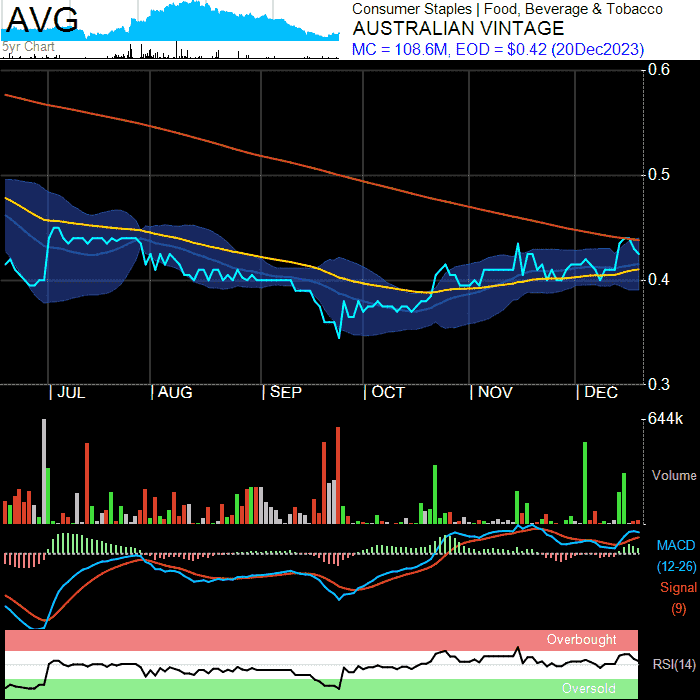 AVG
5yr Chart
Consumer Staples | Food, Beverage & Tobacco
AUSTRALIAN VINTAGE
MC = 108.6M, EOD = $0.42 (20Dec2023)
0.6
0.5
0.4
0.3
| JUL | AUG | SEP | OCT | NOV | DEC
644k
Volume
MACD
(12-26)
Signal
(9)
Overbought
RSI(14)
Oversold